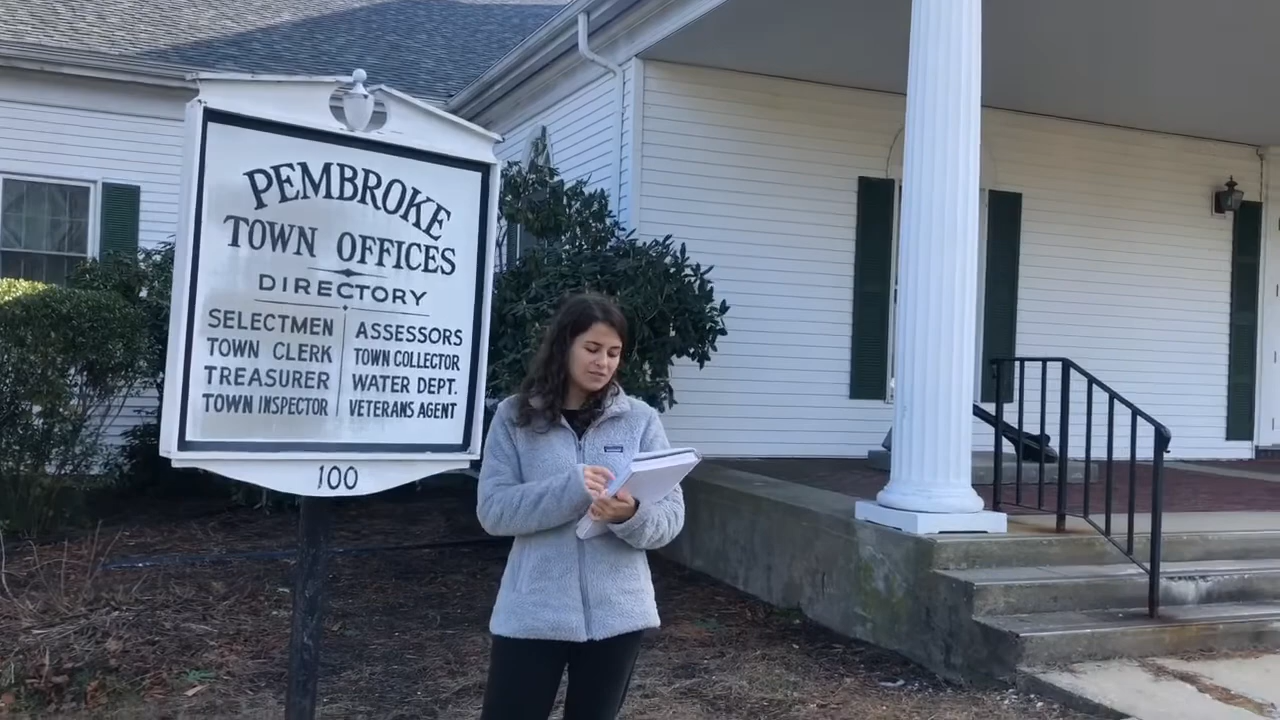 PEMBROKE
TOWN OFFICES
DIRECTORY
SELECTMEN
TOWN CLERK
TREASURER
TOWN INSPECTOR
ASSESSORS
TOWN COLLECTOR
WATER DEPT.
VETERANS AGENT
100